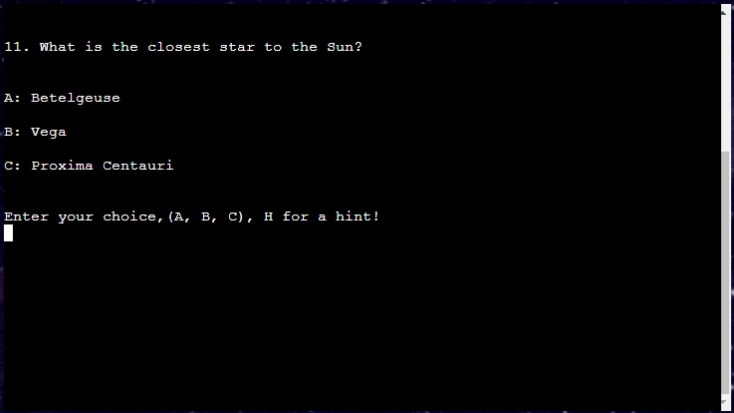 11. What is the closest star to the Sun?
A: Betelgeuse
B: Vega
C: Proxima Centauri
Enter your choice,(A, B, C), H for a hint!